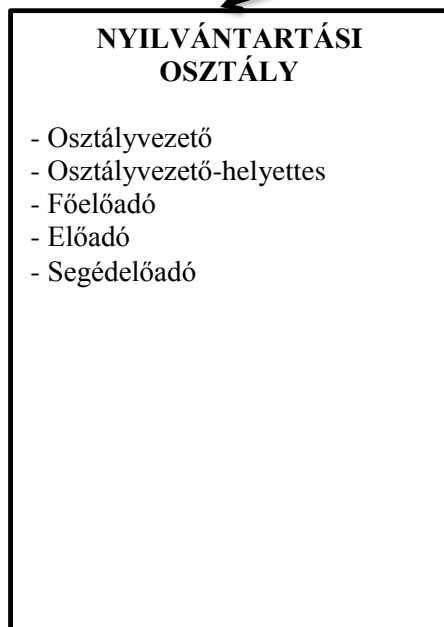 NYILVÁNTARTÁSI
OSZTÁLY
- Osztályvezető
- Osztályvezető-helyettes
- Főelőadó
- Előadó
- Segédelőadó